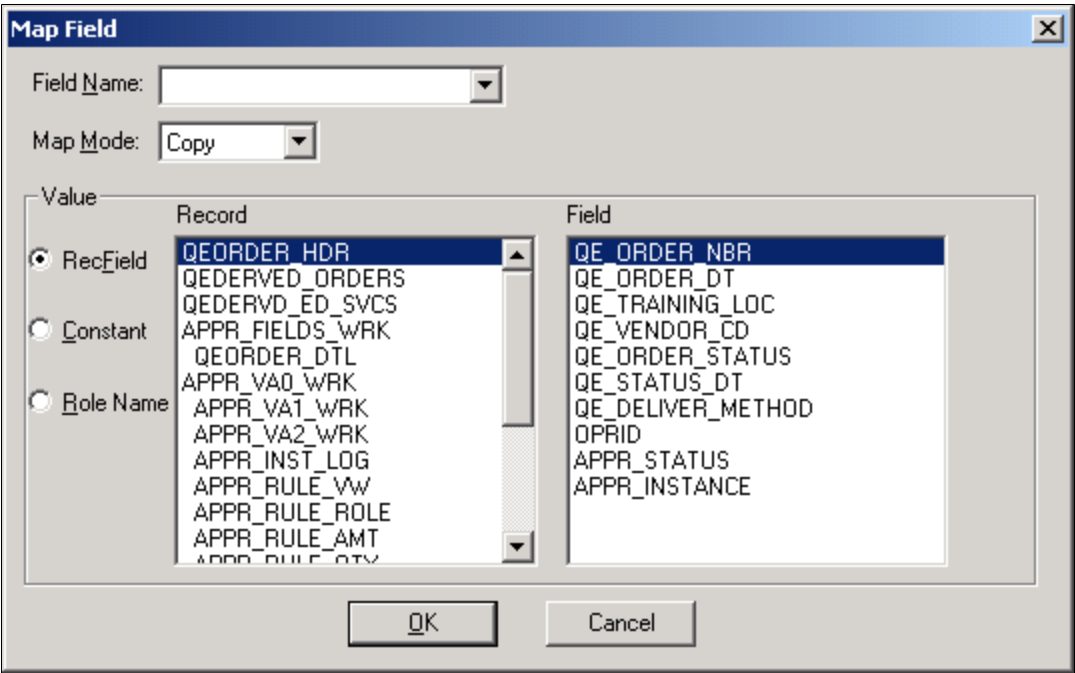 Map Field
Field Name:
Map Mode: Copy
Value
Record
Field
RecField
Constant
Role Name
QEORDER_HDR
QEDERVED_ORDERS
QEDERVD_ED_SVCS
APPR_FIELDS_WRK
QEORDER_DTL
APPR_VA0_WRK
APPR_VA1_WRK
APPR_VA2_WRK
APPR_INST_LOG
APPR_RULE_VW
APPR_RULE_ROLE
APPR_RULE_AMT
APPR_RULE_QTY
QE_ORDER_NBR
QE_ORDER_DT
QE_TRAINING_LOC
QE_VENDOR_CD
QE_ORDER_STATUS
QE_STATUS_DT
QE_DELIVER_METHOD
OPRID
APPR_STATUS
APPR_INSTANCE
OK
Cancel